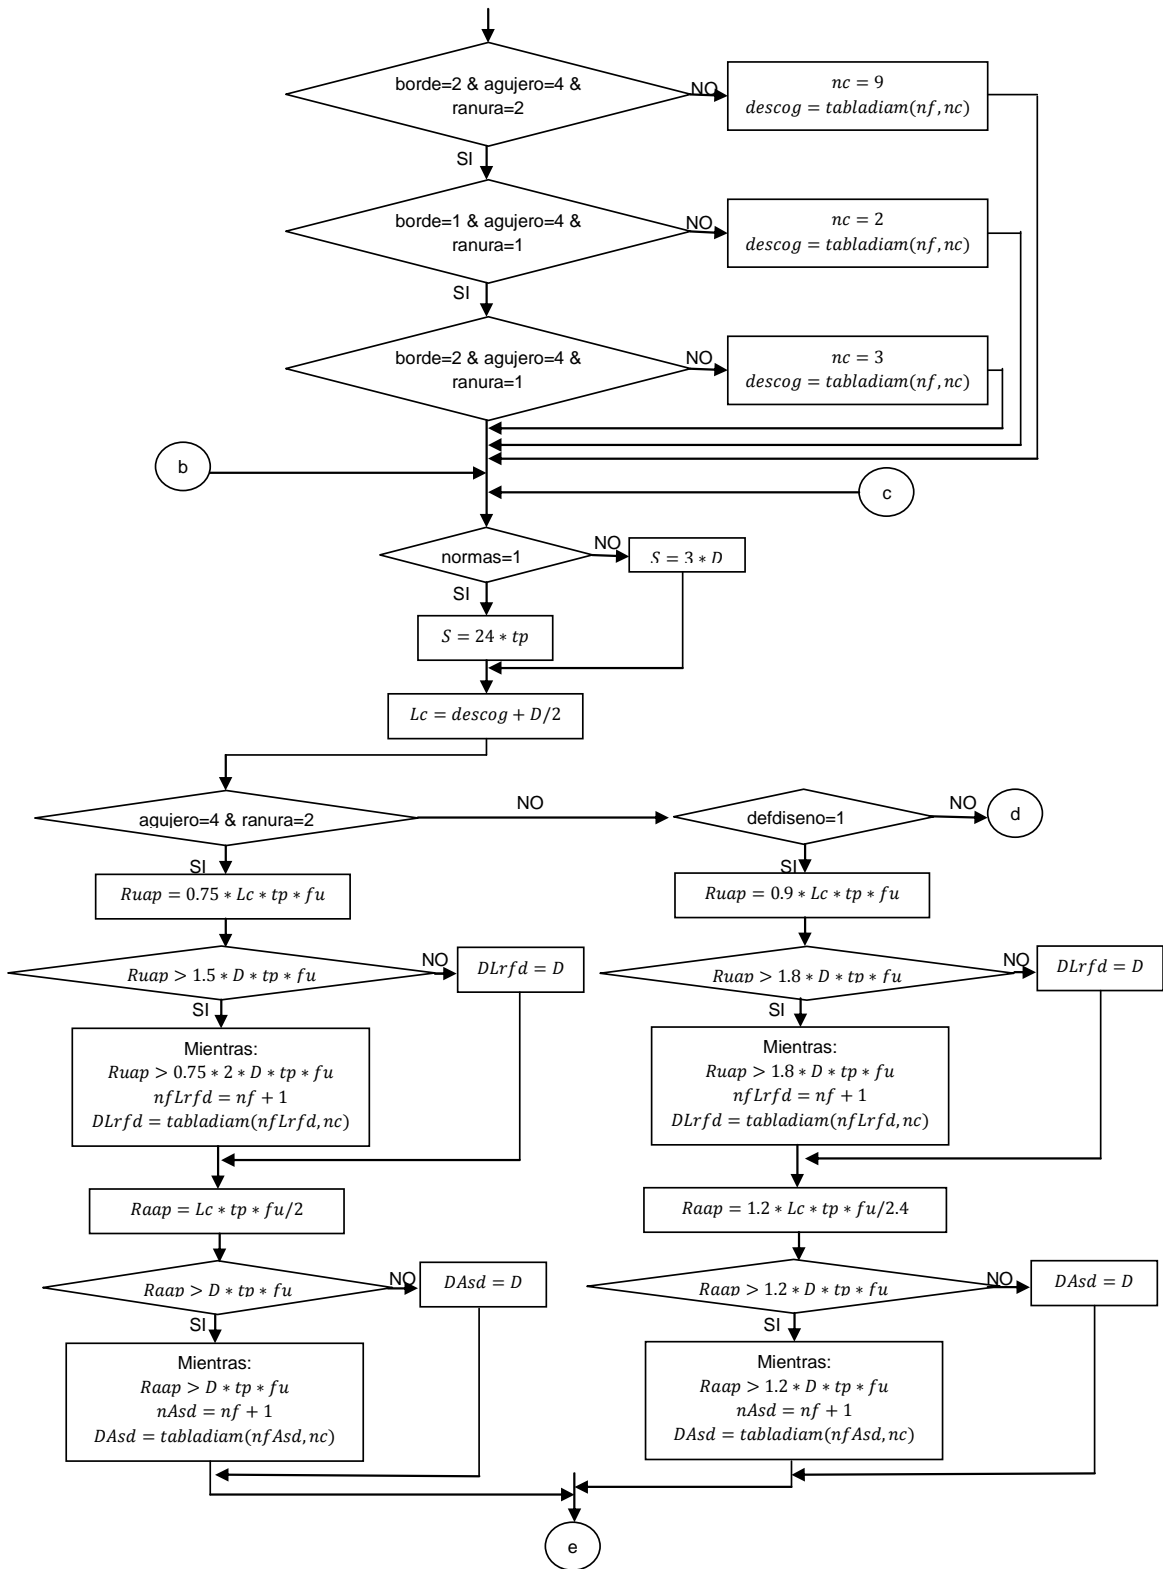 borde=2 & agujero=4 &
ranura=2
NO
nc = 9
descog = tabladiam(nf, nc)
SI
borde=1 & agujero=4 &
ranura=1
NO
nc = 2
descog = tabladiam(nf, nc)
SI
borde=2 & agujero=4 &
ranura=1
NO
nc = 3
descog = tabladiam(nf, nc)
b
c
normas=1
NO
S = 3 * D
SI
S = 24 * tp
Lc = descog + D/2
agujero=4 & ranura=2
NO
defdiseno=1
NO
d
SI
Ruap = 0.75 * Lc * tp * fu
SI
Ruap = 0.9 * Lc * tp * fu
Ruap > 1.5 * D * tp * fu
NO
DLrfd = D
Ruap > 1.8 * D * tp * fu
NO
DLrfd = D
SI
Mientras:
Ruap > 0.75 * 2 * D * tp * fu
nfLrfd = nf + 1
DLrfd = tabladiam(nfLrfd, nc)
SI
Mientras:
Ruap > 1.8 * D * tp * fu
nfLrfd = nf + 1
DLrfd = tabladiam(nfLrfd, nc)
Raap = Lc * tp * fu/2
Raap = 1.2 * Lc * tp * fu/2.4
Raap > D * tp * fu
NO
DAsd = D
Raap > 1.2 * D * tp * fu
NO
DAsd = D
SI
Mientras:
Raap > D * tp * fu
nAsd = nf + 1
DAsd = tabladiam(nfAsd, nc)
SI
Mientras:
Raap > 1.2 * D * tp * fu
nAsd = nf + 1
DAsd = tabladiam(nfAsd, nc)
e